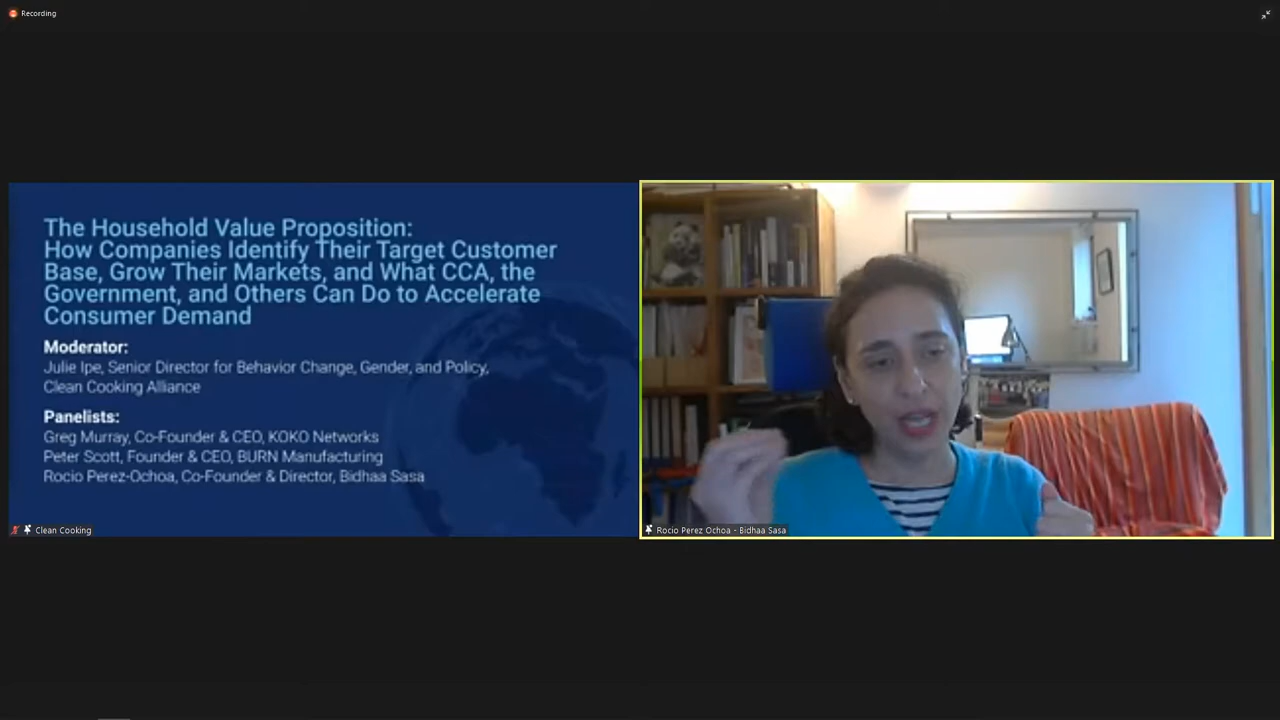 Recording
The Household Value Proposition:
How Companies Identify Their Target Customer
Base, Grow Their Markets, and What CCA, the
Government, and Others Can Do to Accelerate
Consumer Demand
Moderator:
Julie Ipe, Senior Director for Behavior Change, Gender, and Policy,
Clean Cooking Alliance
Panelists:
Greg Murray, Co-Founder & CEO, KOKO Networks
Peter Scott, Founder & CEO, BURN Manufacturing
Rocio Perez-Ochoa, Co-Founder & Director, Bidhaa Sasa
Clean Cooking
Rocio Perez Ochoa - Bidhaa Sasa